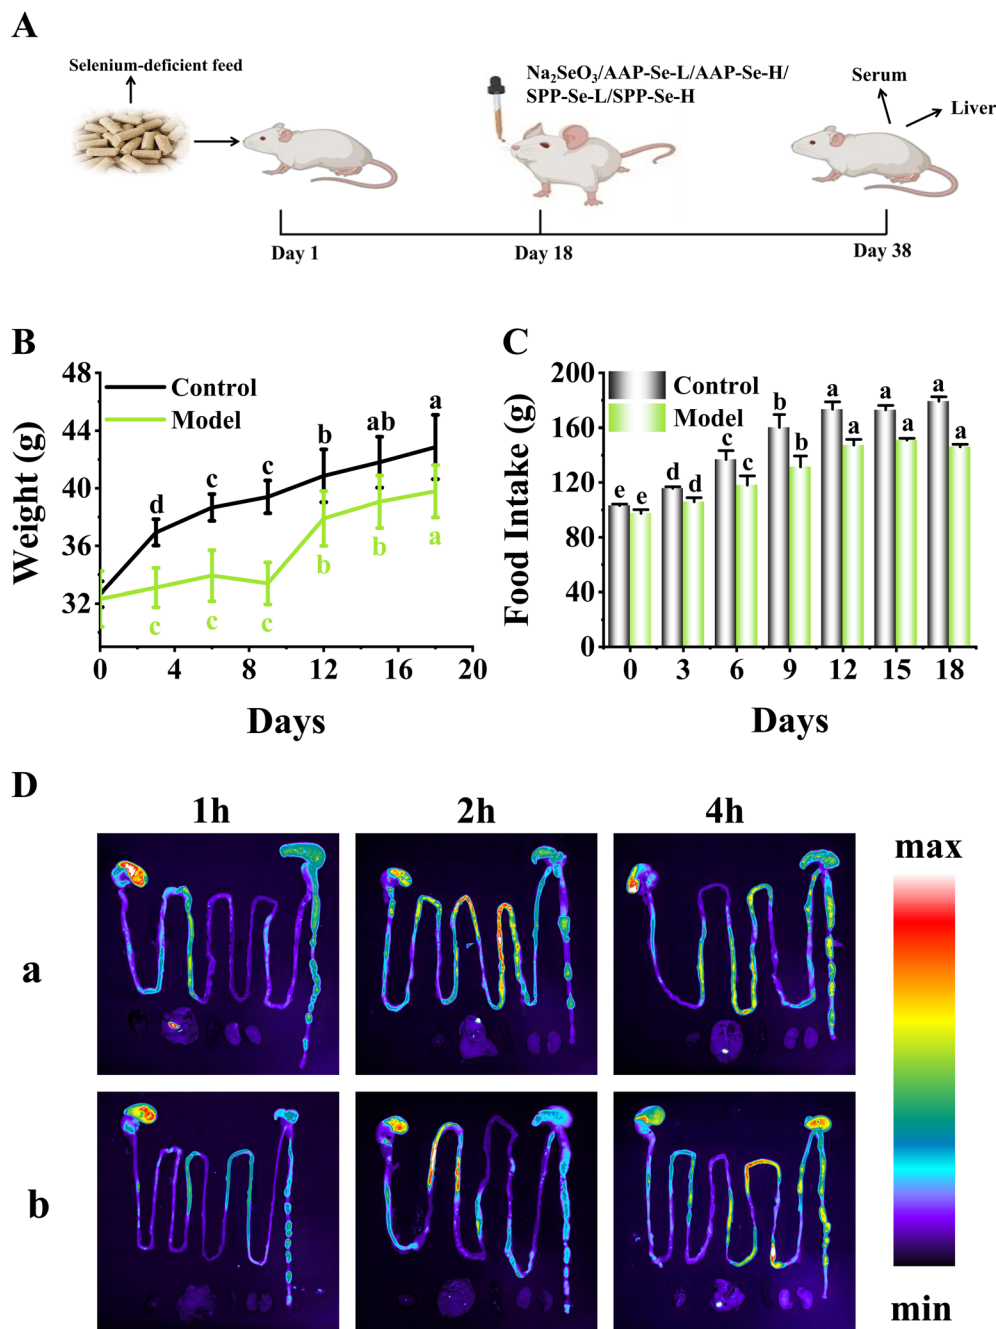 A
Selenium-deficient feed
Na₂SeO₃/AAP-Se-L/AAP-Se-H/
SPP-Se-L/SPP-Se-H
Serum
Liver
Day 1
Day 18
Day 38
B
48
44
40
36
32
Weight (g)
Control
Model
d
c
c
b
ab
a
c
c
c
b
b
a
0
4
8
12
16
20
Days
C
200
160
120
80
40
0
Food Intake (g)
Control
Model
e
e
d
d
c
c
b
b
a
a
a
a
a
a
0
3
6
9
12
15
18
Days
D
1h
2h
4h
a
b
max
min